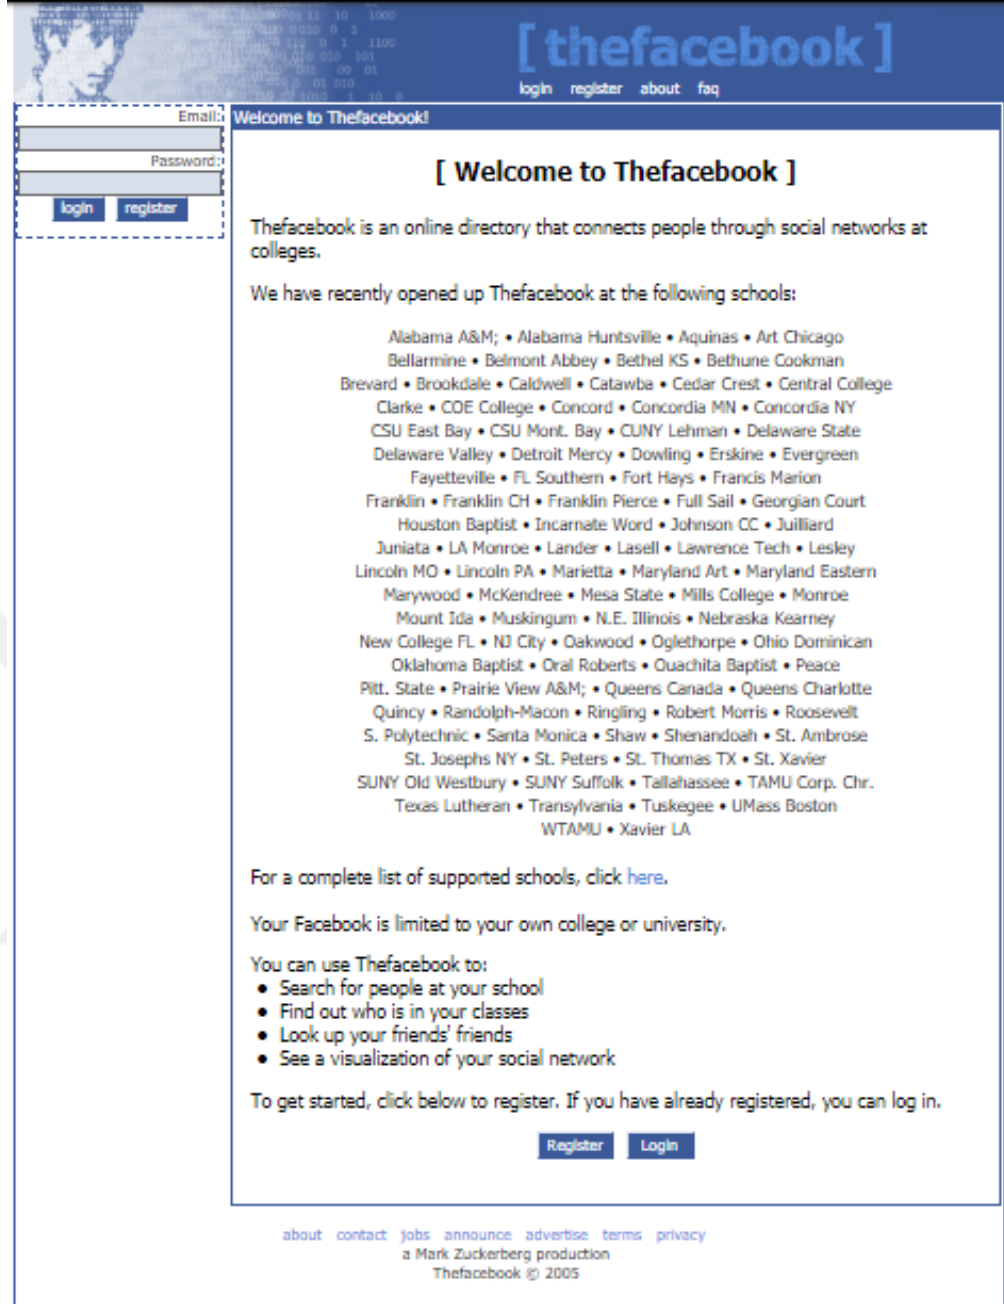 [ thefacebook ]
login register about faq
Email:
Password:
login register
Welcome to Thefacebook!
[ Welcome to Thefacebook ]
Thefacebook is an online directory that connects people through social networks at
colleges.
We have recently opened up Thefacebook at the following schools:
Alabama A&M; • Alabama Huntsville • Aquinas • Art Chicago
Bellarmine • Belmont Abbey • Bethel KS • Bethune Cookman
Brevard • Brookdale • Caldwell • Catawba • Cedar Crest • Central College
Clarke • COE College • Concord • Concordia MN • Concordia NY
CSU East Bay • CSU Mont. Bay • CUNY Lehman • Delaware State
Delaware Valley • Detroit Mercy • Dowling • Erskine • Evergreen
Fayetteville • FL Southern • Fort Hays • Francis Marion
Franklin • Franklin CH • Franklin Pierce • Full Sail • Georgian Court
Houston Baptist • Incarnate Word • Johnson CC • Juilliard
Juniata • LA Monroe • Lander • Lasell • Lawrence Tech • Lesley
Lincoln MO • Lincoln PA • Marietta • Maryland Art • Maryland Eastern
Marywood • McKendree • Mesa State • Mills College • Monroe
Mount Ida • Muskingum • N.E. Illinois • Nebraska Kearney
New College FL • NJ City • Oakwood • Oglethorpe • Ohio Dominican
Oklahoma Baptist • Oral Roberts • Ouachita Baptist • Peace
Pitt. State • Prairie View A&M; • Queens Canada • Queens Charlotte
Quincy • Randolph-Macon • Ringling • Robert Morris • Roosevelt
S. Polytechnic • Santa Monica • Shaw • Shenandoah • St. Ambrose
St. Josephs NY • St. Peters • St. Thomas TX • St. Xavier
SUNY Old Westbury • SUNY Suffolk • Tallahassee • TAMU Corp. Chr.
Texas Lutheran • Transylvania • Tuskegee • UMass Boston
WTAMU • Xavier LA
For a complete list of supported schools, click here.
Your Facebook is limited to your own college or university.
You can use Thefacebook to:
• Search for people at your school
• Find out who is in your classes
• Look up your friends' friends
• See a visualization of your social network
To get started, click below to register. If you have already registered, you can log in.
Register Login
about contact jobs announce advertise terms privacy
a Mark Zuckerberg production
Thefacebook © 2005